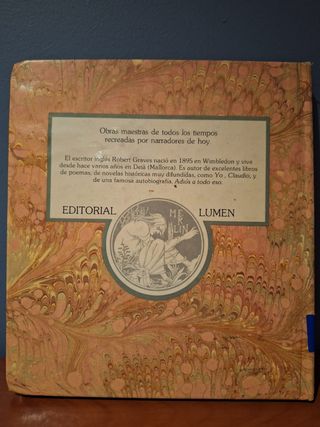 Obras maestras de todos los tiempos
recreadas por narradores de hoy.
El escritor inglés Robert Graves nació en 1895 en Wimbledon y vive
desde hace varios años en Deià (Mallorca). Es autor de excelentes libros
de poemas, de novelas históricas muy difundidas, como Yo, Claudio, y
de una famosa autobiografía, Adiós a todo eso.
EDITORIAL LUMEN
MERLIN